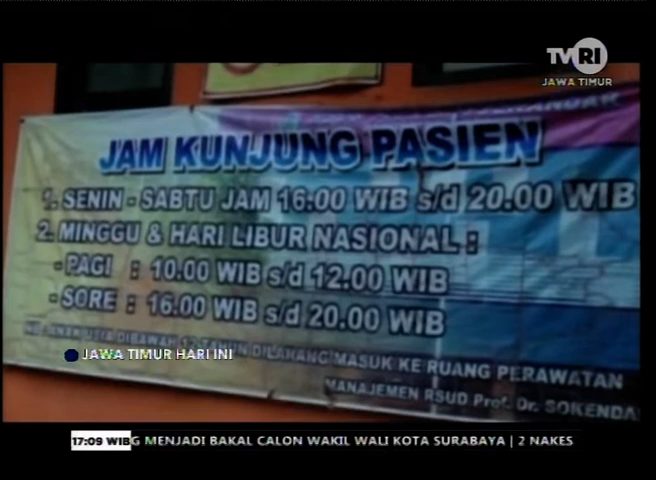 TVRI
JAWA TIMUR
JAM KUNJUNG PASIEN
1. SENIN - SABTU JAM 16:00 WIB s/d 20.00 WIB
2. MINGGU & HARI LIBUR NASIONAL :
- PAGI : 10.00 WIB s/d 12.00 WIB
- SORE : 16.00 WIB s/d 20.00 WIB
DIBAWAH 12 TAHUN DILARANG MASUK KE RUANG PERAWATAN
JAWA TIMUR HARI INI
MANAJEMEN RSUD Prof. Dr. SOKENDA
17:09 WIB G MENJADI BAKAL CALON WAKIL WALI KOTA SURABAYA | 2 NAKES